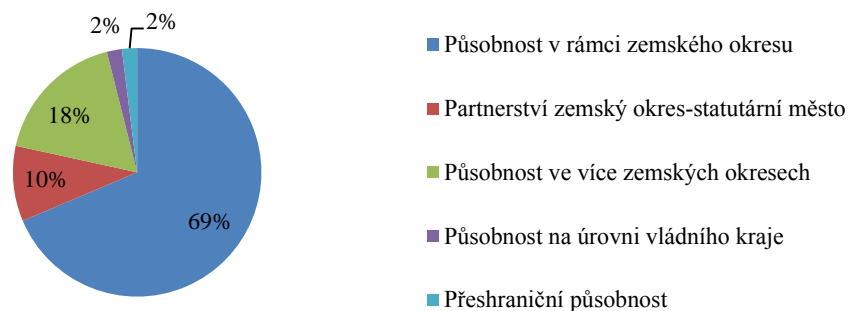 2%
2%
18%
10%
69%
Působnost v rámci zemského okresu
Partnerství zemský okres-statutární město
Působnost ve více zemských okresech
Působnost na úrovni vládního kraje
Přeshraniční působnost